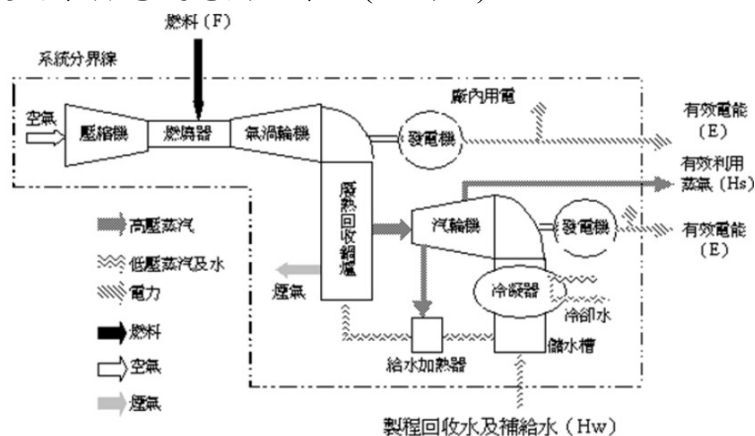 燃料(F)
系統分界線
廠內用電
空氣
壓縮機
燃燒器
氣渦輪機
發電機
有效電能
(E)
有效利用
蒸氣(Hs)
廢熱回收鍋爐
汽輪機
發電機
有效電能
(E)
高壓蒸汽
低壓蒸汽及水
電力
燃料
空氣
煙氣
煙氣
冷凝器
冷卻水
給水加熱器
儲水槽
製程回收水及補給水(Hw)